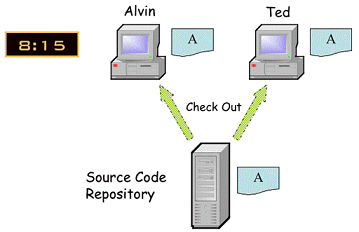 Alvin
Ted
A
A
8:15
Check Out
Source Code
Repository
A